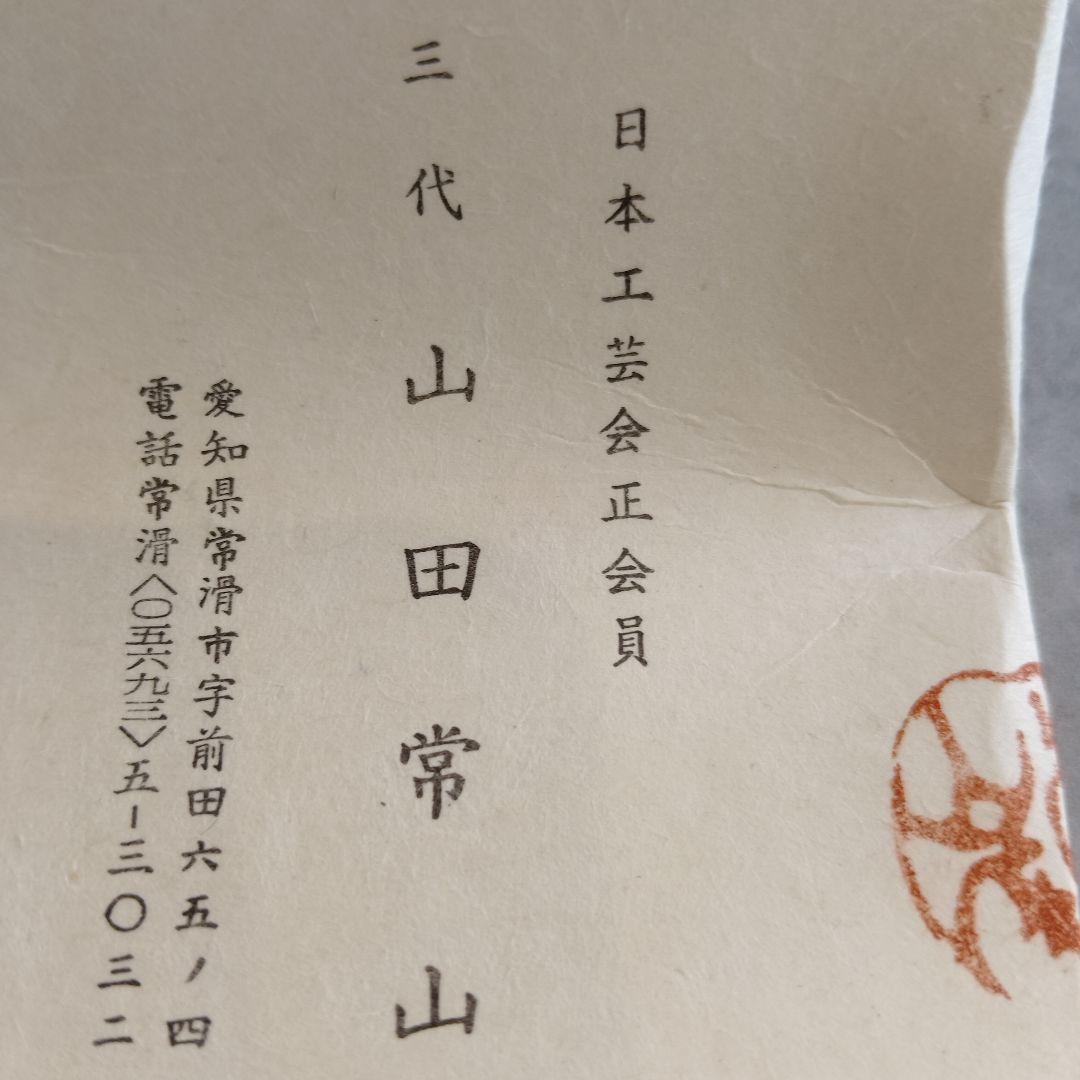 日本工芸会正会員
三代 山田常山
愛知県常滑市字前田六五ノ四
電話常滑〈〇五六九三〉五-三〇三二